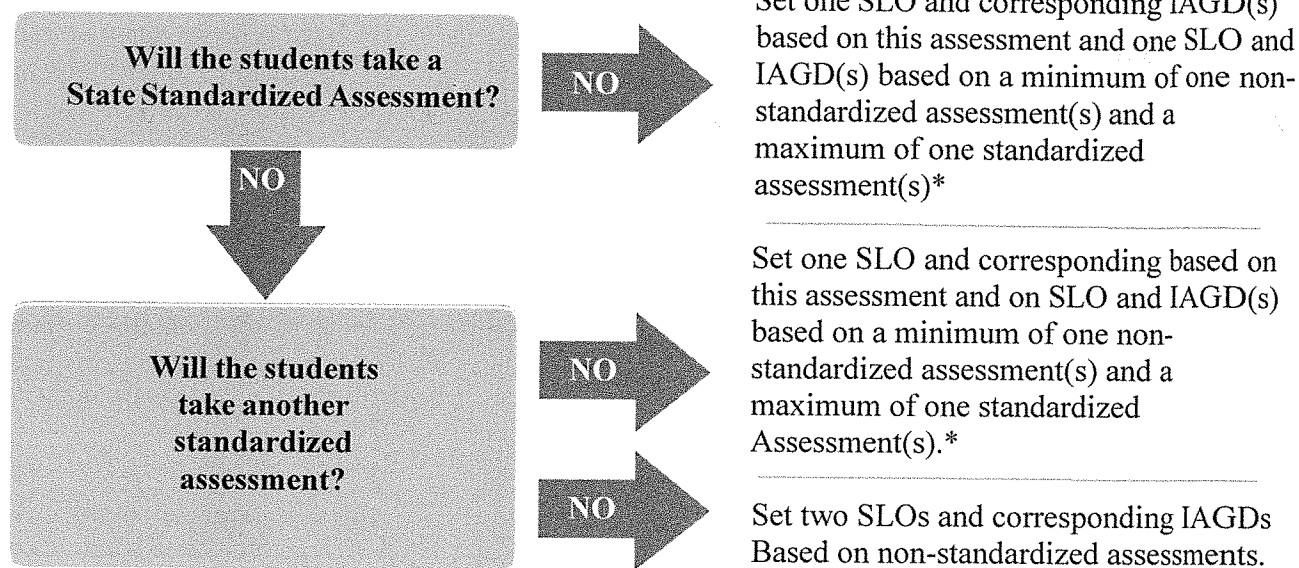 Will the students take a
State Standardized Assessment?
NO
Set one SLO and corresponding IAGD(s)
based on this assessment and one SLO and
IAGD(s) based on a minimum of one non-
standardized assessment(s) and a
maximum of one standardized
assessment(s)*
NO
Will the students
take another
standardized
assessment?
NO
Set one SLO and corresponding based on
this assessment and on SLO and IAGD(s)
based on a minimum of one non-
standardized assessment(s) and a
maximum of one standardized
Assessment(s).*
NO
Set two SLOs and corresponding IAGDs
Based on non-standardized assessments.